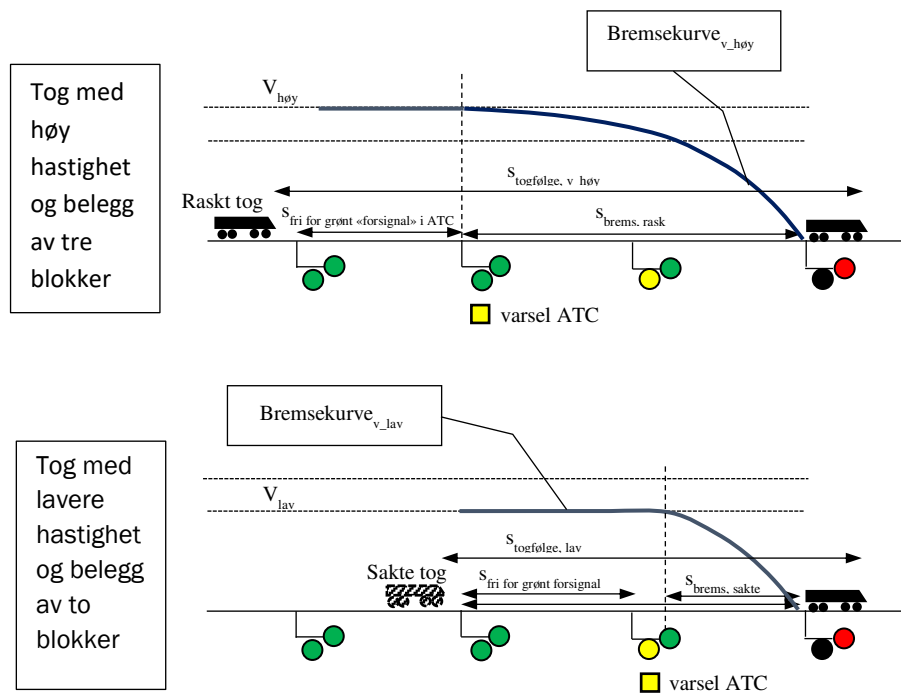 Tog med
høy
hastighet
og belegg
av tre
blokker
Bremsekurve v_høy
V høy
s togfølge, v_høy
Raskt tog
s fri for grønt «forsignal» i ATC
s brems, rask
varsel ATC
Tog med
lavere
hastighet
og belegg
av to
blokker
Bremsekurve v_lav
V lav
s togfølge, lav
Sakte tog
s fri for grønt forsignal
s brems, sakte
varsel ATC